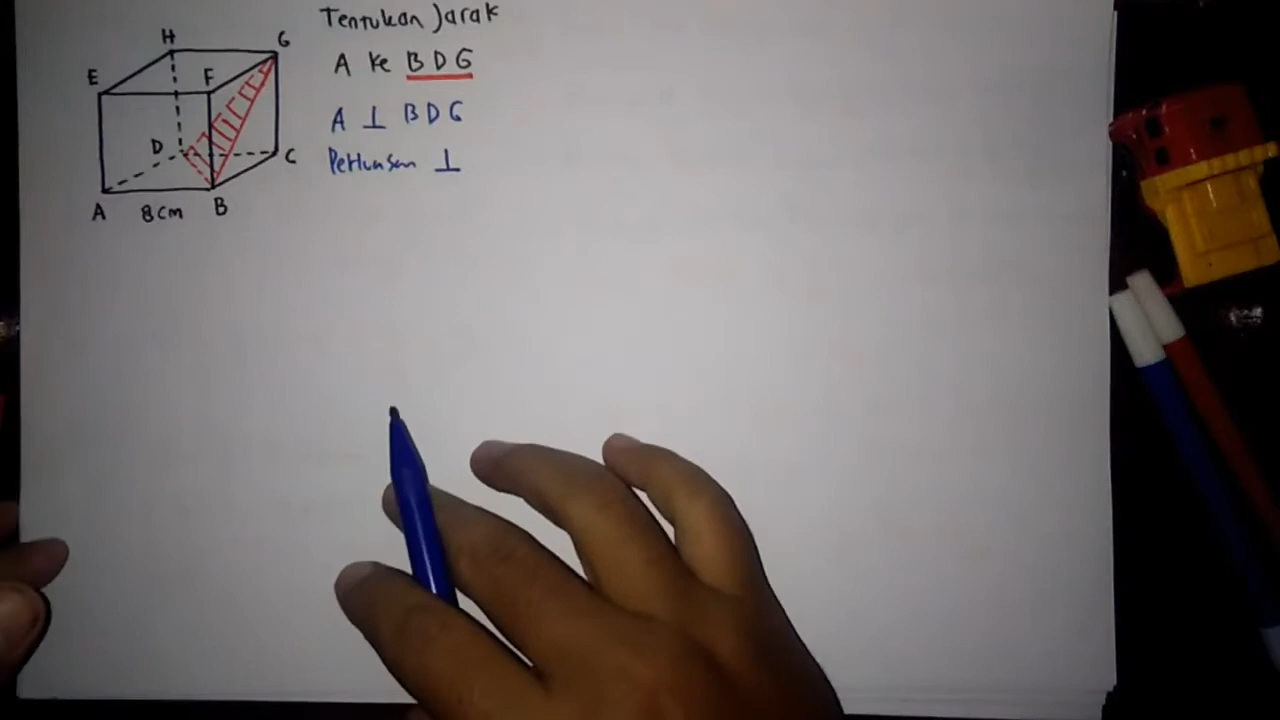 Tentukan Jarak
A ke BDG
A ⊥ BDG
Perluasan ⊥
H
G
E
F
D
C
A
8cm
B